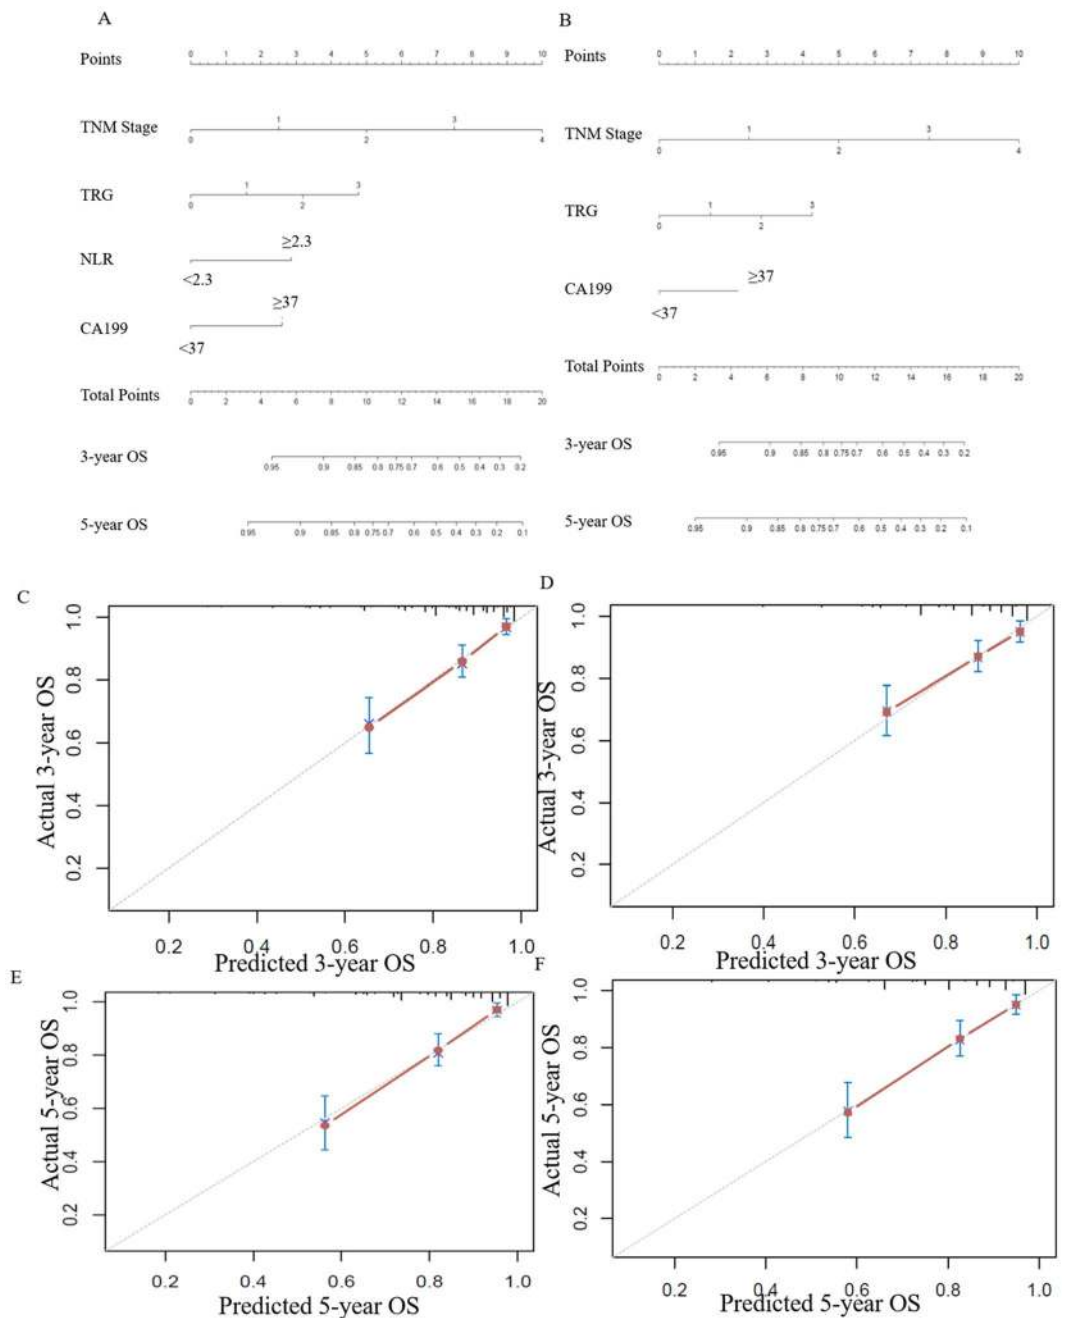 A
Points
0 1 2 3 4 5 6 7 8 9 10
TNM Stage
1 3
0 2 4
TRG
1 3
0 2
NLR
≥2.3
<2.3
CA199
≥37
<37
Total Points
0 2 4 6 8 10 12 14 16 18 20
3-year OS
0.95 0.9 0.85 0.8 0.75 0.7 0.6 0.5 0.4 0.3 0.2
5-year OS
0.95 0.9 0.85 0.8 0.75 0.7 0.6 0.5 0.4 0.3 0.2 0.1
B
Points
0 1 2 3 4 5 6 7 8 9 10
TNM Stage
1 3
0 2 4
TRG
1 3
0 2
CA199
≥37
<37
Total Points
0 2 4 6 8 10 12 14 16 18 20
3-year OS
0.95 0.9 0.85 0.8 0.75 0.7 0.6 0.5 0.4 0.3 0.2
5-year OS
0.95 0.9 0.85 0.8 0.75 0.7 0.6 0.5 0.4 0.3 0.2 0.1
C
Actual 3-year OS
0.2 0.4 0.6 0.8 1.0
0.2 0.4 0.6 0.8 1.0
Predicted 3-year OS
D
Actual 3-year OS
0.2 0.4 0.6 0.8 1.0
0.2 0.4 0.6 0.8 1.0
Predicted 3-year OS
E
Actual 5-year OS
0.2 0.4 0.6 0.8 1.0
0.2 0.4 0.6 0.8 1.0
Predicted 5-year OS
F
Actual 5-year OS
0.2 0.4 0.6 0.8 1.0
0.2 0.4 0.6 0.8 1.0
Predicted 5-year OS